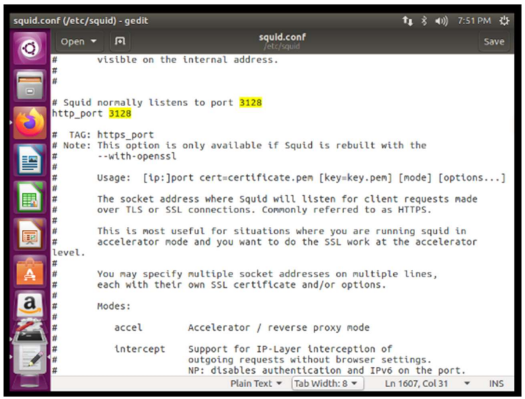 squid.conf (/etc/squid) - gedit
7:51 PM
Open
squid.conf
/etc/squid
Save
# visible on the internal address.
#
#
# Squid normally listens to port 3128
http_port 3128
# TAG: https_port
# Note: This option is only available if Squid is rebuilt with the
# --with-openssl
#
# Usage: [ip:]port cert=certificate.pem [key=key.pem] [mode] [options...]
#
# The socket address where Squid will listen for client requests made
# over TLS or SSL connections. Commonly referred to as HTTPS.
#
# This is most useful for situations where you are running squid in
# accelerator mode and you want to do the SSL work at the accelerator
level.
#
# You may specify multiple socket addresses on multiple lines,
# each with their own SSL certificate and/or options.
#
# Modes:
#
# accel Accelerator / reverse proxy mode
#
# intercept Support for IP-Layer interception of
# outgoing requests without browser settings.
# NP: disables authentication and IPv6 on the port.
Plain Text Tab Width: 8 Ln 1607, Col 31 INS